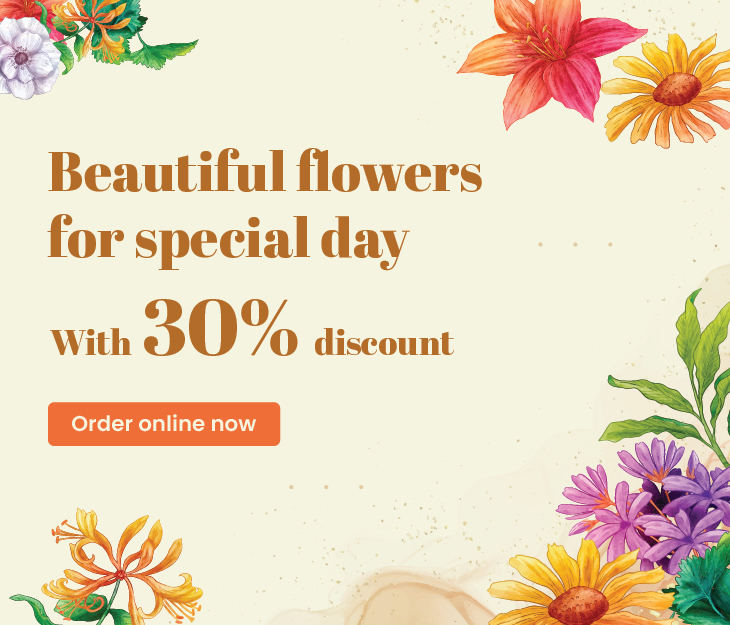 Beautiful flowers
for special day
With 30% discount
Order online now